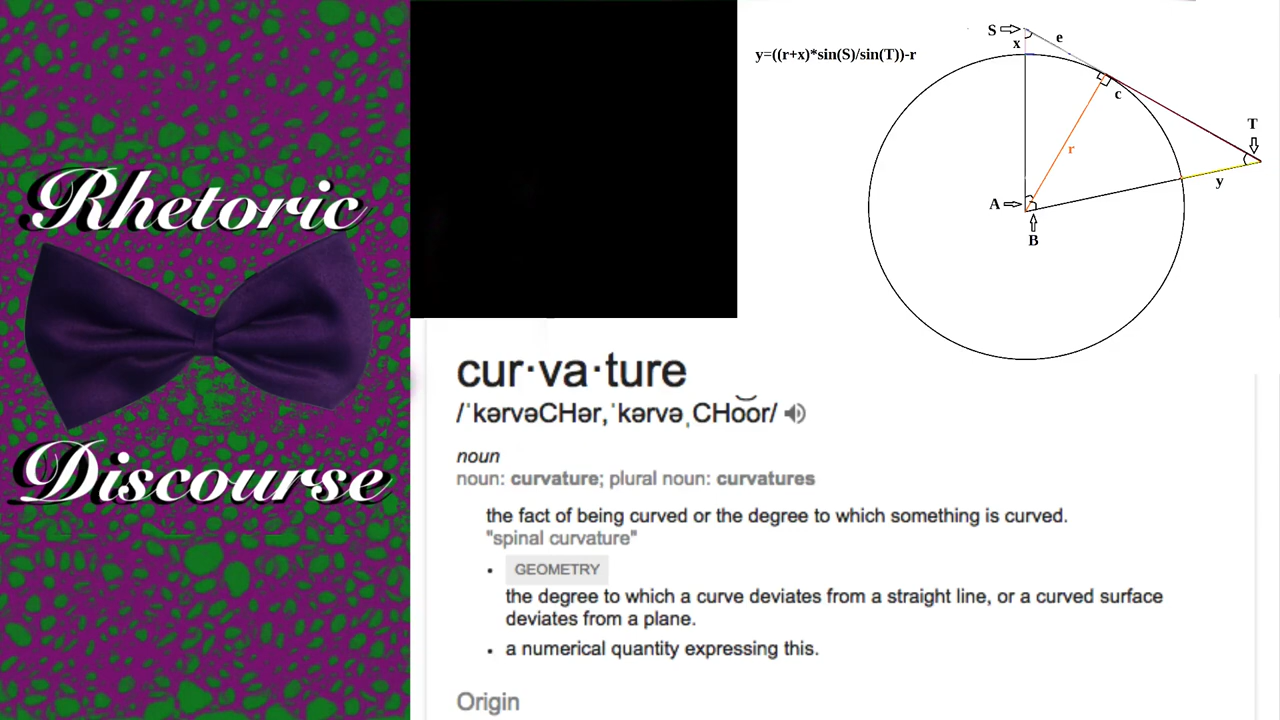 Rhetoric
Discourse
S
e
x
y=((r+x)*sin(S)/sin(T))-r
c
T
r
y
A
B
cur·va·ture
/ˈkərvəCHər,ˈkərvəˌCHo͝or/
noun
noun: curvature; plural noun: curvatures
the fact of being curved or the degree to which something is curved.
"spinal curvature"
• GEOMETRY
the degree to which a curve deviates from a straight line, or a curved surface
deviates from a plane.
• a numerical quantity expressing this.
Origin